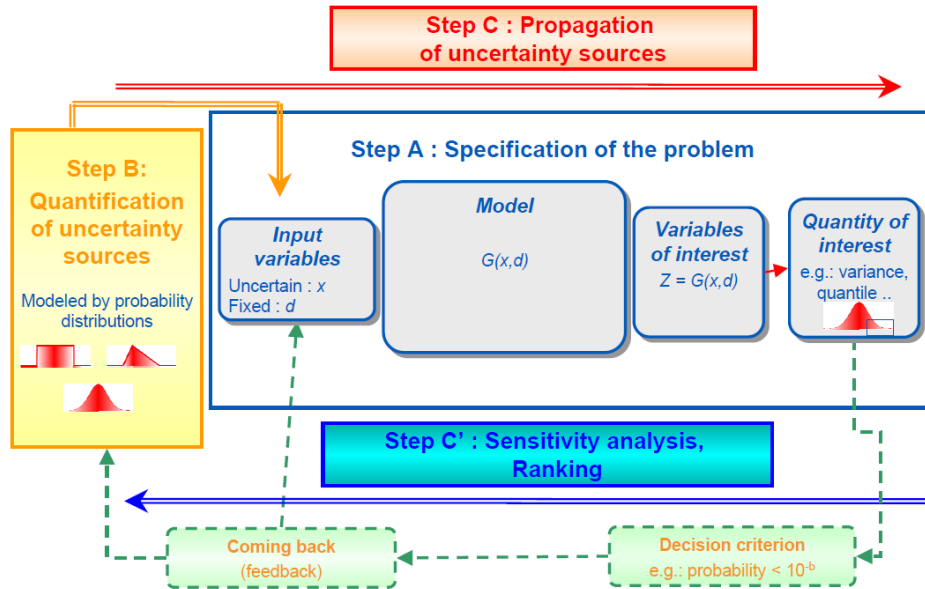 Step C : Propagation
of uncertainty sources
Step B:
Quantification
of uncertainty
sources
Modeled by probability
distributions
Step A : Specification of the problem
Input
variables
Uncertain : x
Fixed : d
Model
G(x,d)
Variables
of interest
Z = G(x,d)
Quantity of
interest
e.g.: variance,
quantile ..
Step C’ : Sensitivity analysis,
Ranking
Coming back
(feedback)
Decision criterion
e.g.: probability < 10⁻ᵇ